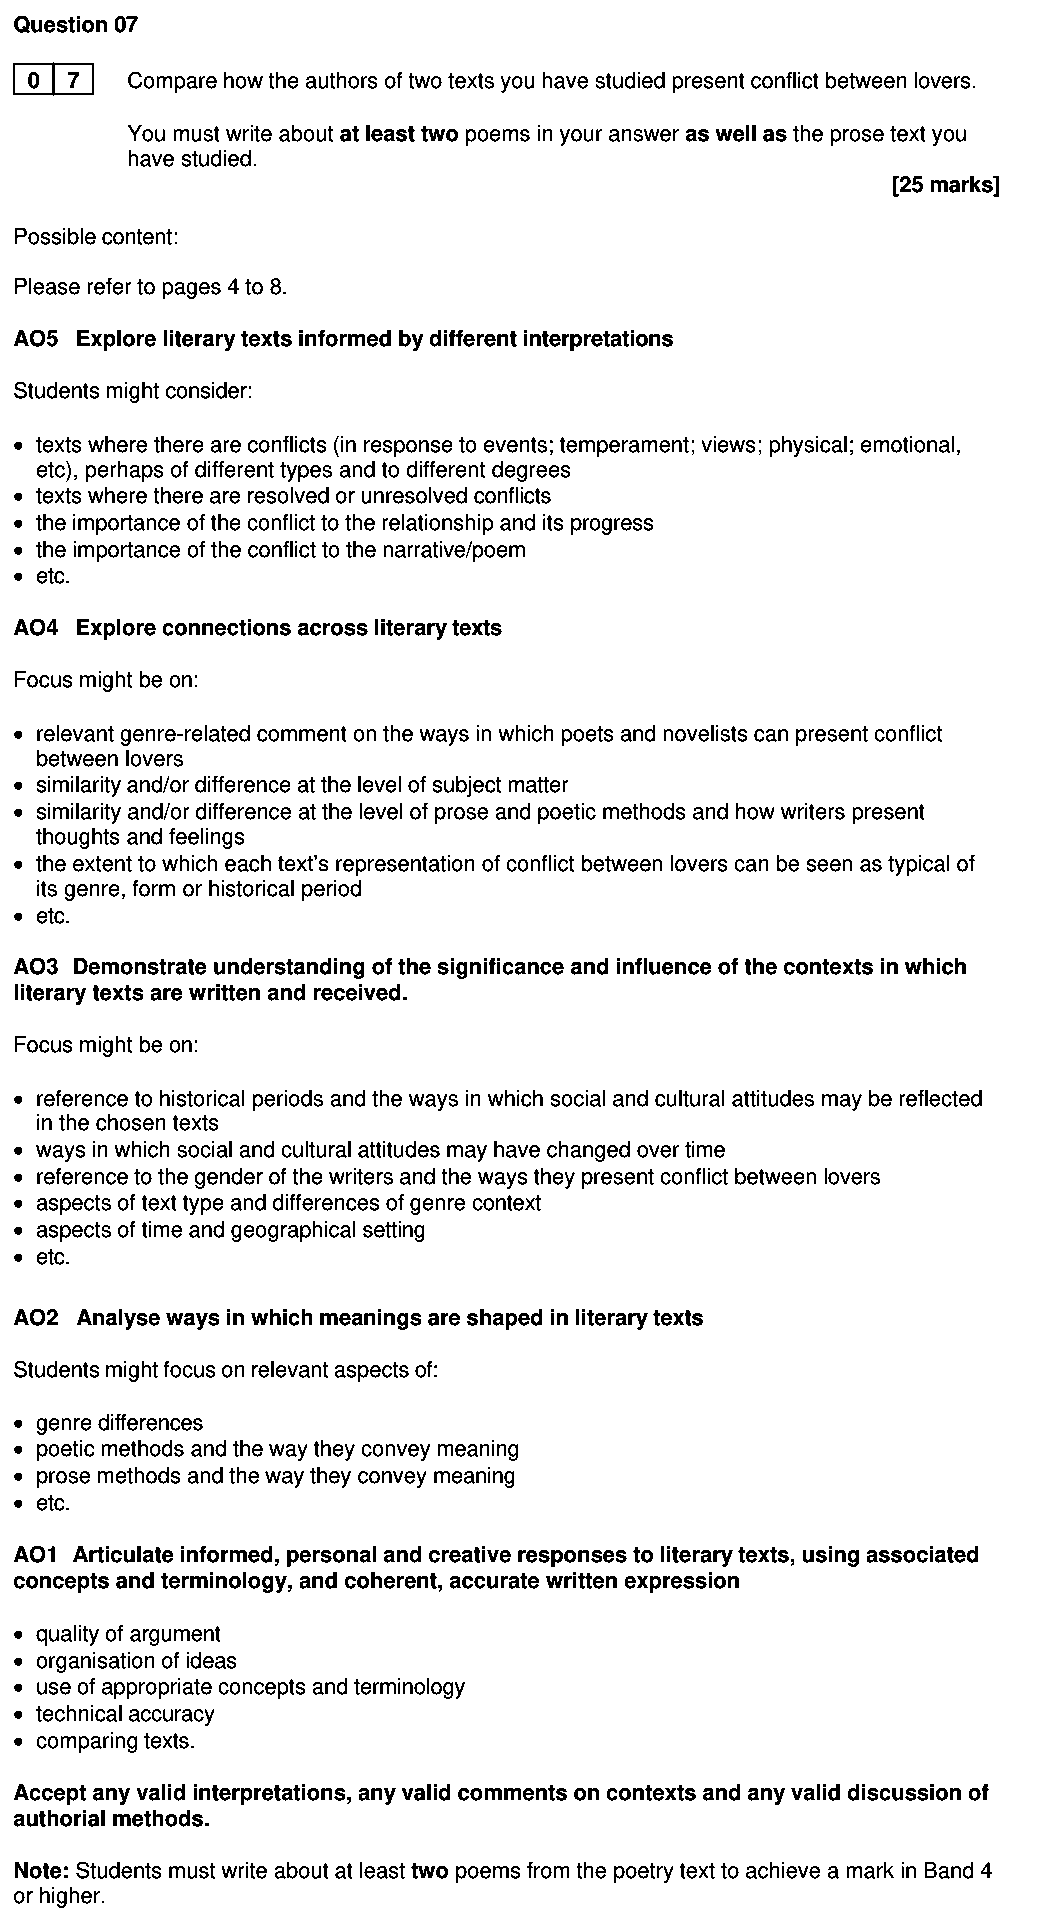 Question 07
0 7 Compare how the authors of two texts you have studied present conflict between lovers.
You must write about at least two poems in your answer as well as the prose text you
have studied.
[25 marks]
Possible content:
Please refer to pages 4 to 8.
AO5 Explore literary texts informed by different interpretations
Students might consider:
• texts where there are conflicts (in response to events; temperament; views; physical; emotional,
etc), perhaps of different types and to different degrees
• texts where there are resolved or unresolved conflicts
• the importance of the conflict to the relationship and its progress
• the importance of the conflict to the narrative/poem
• etc.
AO4 Explore connections across literary texts
Focus might be on:
• relevant genre-related comment on the ways in which poets and novelists can present conflict
between lovers
• similarity and/or difference at the level of subject matter
• similarity and/or difference at the level of prose and poetic methods and how writers present
thoughts and feelings
• the extent to which each text's representation of conflict between lovers can be seen as typical of
its genre, form or historical period
• etc.
AO3 Demonstrate understanding of the significance and influence of the contexts in which
literary texts are written and received.
Focus might be on:
• reference to historical periods and the ways in which social and cultural attitudes may be reflected
in the chosen texts
• ways in which social and cultural attitudes may have changed over time
• reference to the gender of the writers and the ways they present conflict between lovers
• aspects of text type and differences of genre context
• aspects of time and geographical setting
• etc.
AO2 Analyse ways in which meanings are shaped in literary texts
Students might focus on relevant aspects of:
• genre differences
• poetic methods and the way they convey meaning
• prose methods and the way they convey meaning
• etc.
AO1 Articulate informed, personal and creative responses to literary texts, using associated
concepts and terminology, and coherent, accurate written expression
• quality of argument
• organisation of ideas
• use of appropriate concepts and terminology
• technical accuracy
• comparing texts.
Accept any valid interpretations, any valid comments on contexts and any valid discussion of
authorial methods.
Note: Students must write about at least two poems from the poetry text to achieve a mark in Band 4
or higher.